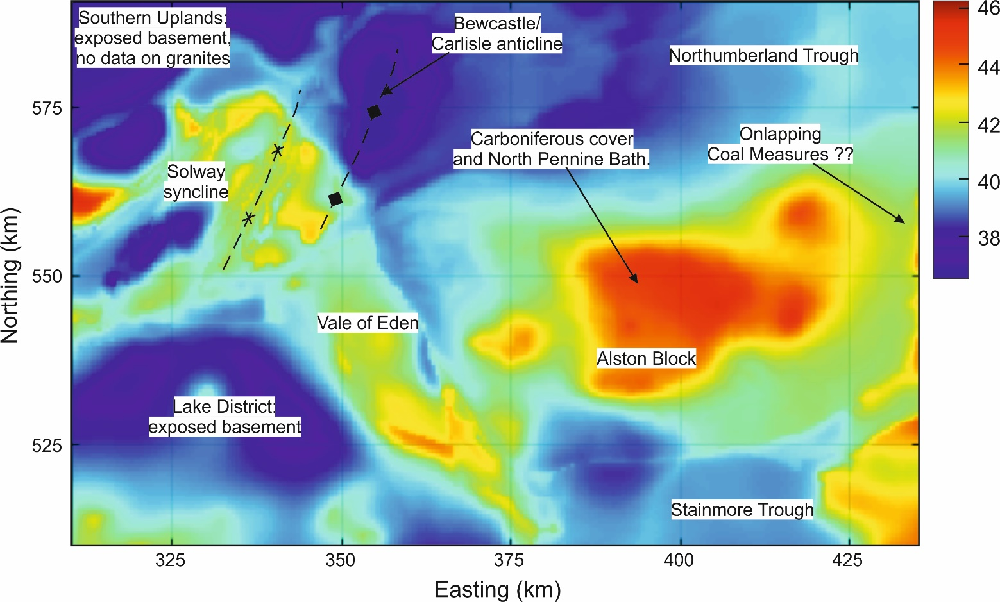 Southern Uplands:
exposed basement,
no data on granites
Bewcastle/
Carlisle anticline
Northumberland Trough
Carboniferous cover
and North Pennine Bath.
Onlapping
Coal Measures ??
Solway
syncline
Vale of Eden
Alston Block
Lake District:
exposed basement
Stainmore Trough
46
44
42
40
38
575
550
525
Northing (km)
325
350
375
400
425
Easting (km)